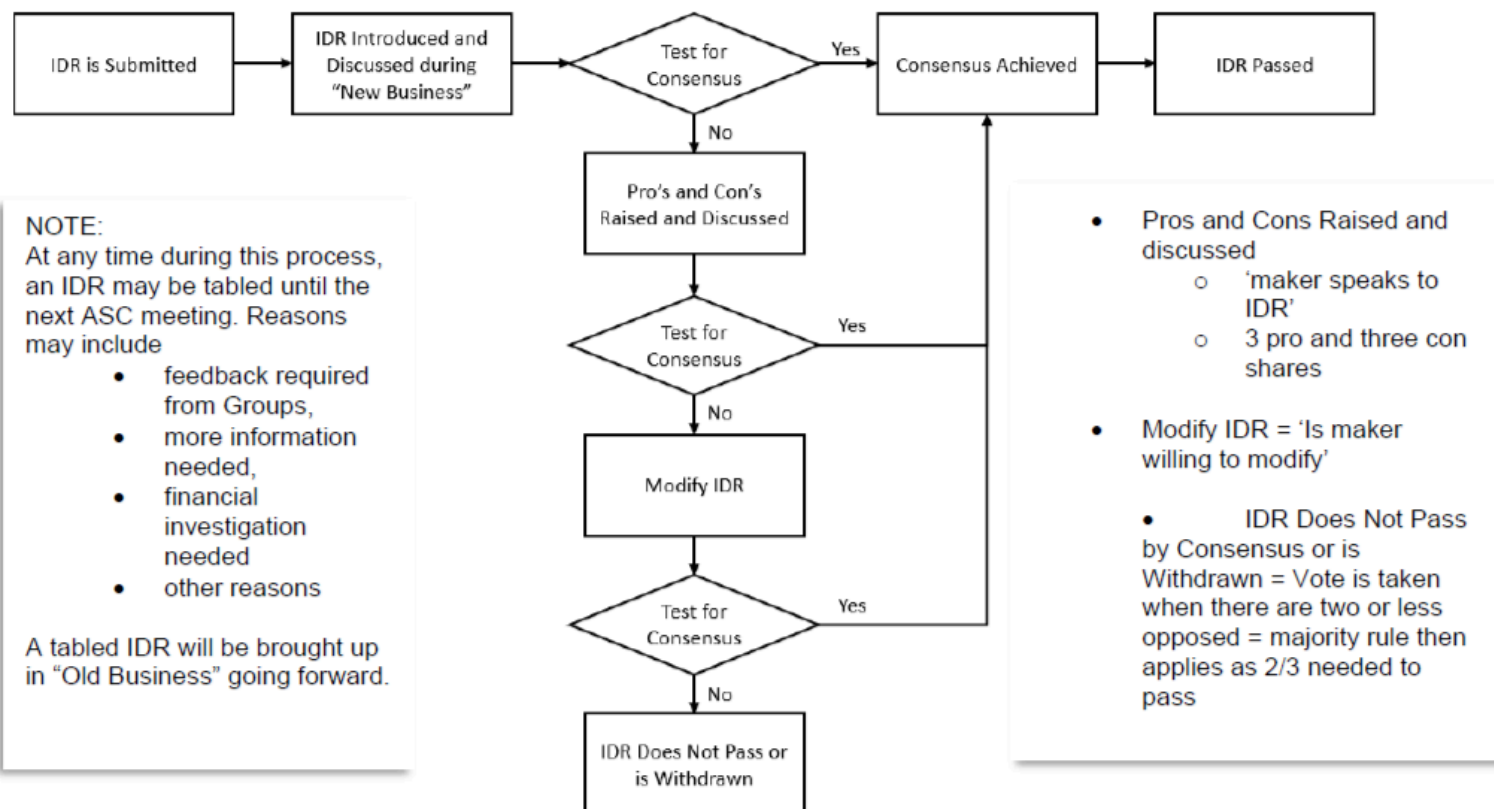 IDR is Submitted
IDR Introduced and
Discussed during
“New Business”
Test for
Consensus
Yes
Consensus Achieved
IDR Passed
No
Pro’s and Con’s
Raised and Discussed
Test for
Consensus
Yes
No
Modify IDR
Test for
Consensus
Yes
No
IDR Does Not Pass or
is Withdrawn
NOTE:
At any time during this process,
an IDR may be tabled until the
next ASC meeting. Reasons
may include
• feedback required
from Groups,
• more information
needed,
• financial
investigation
needed
• other reasons
A tabled IDR will be brought up
in “Old Business” going forward.
• Pros and Cons Raised and
discussed
o ‘maker speaks to
IDR’
o 3 pro and three con
shares
• Modify IDR = ‘Is maker
willing to modify’
• IDR Does Not Pass
by Consensus or is
Withdrawn = Vote is taken
when there are two or less
opposed = majority rule then
applies as 2/3 needed to
pass